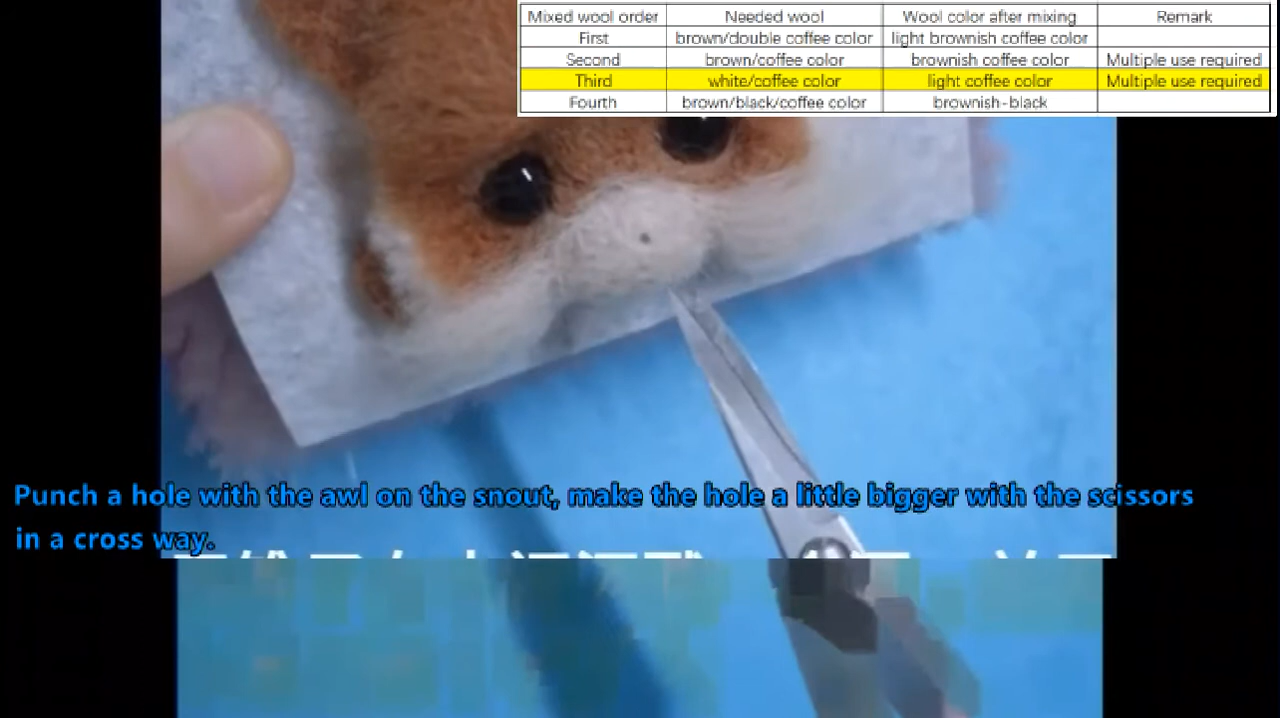 Mixed wool order Needed wool Wool color after mixing Remark
First brown/double coffee color light brownish coffee color
Second brown/coffee color brownish coffee color Multiple use required
Third white/coffee color light coffee color Multiple use required
Fourth brown/black/coffee color brownish-black
Punch a hole with the awl on the snout, make the hole a little bigger with the scissors
in a cross way.